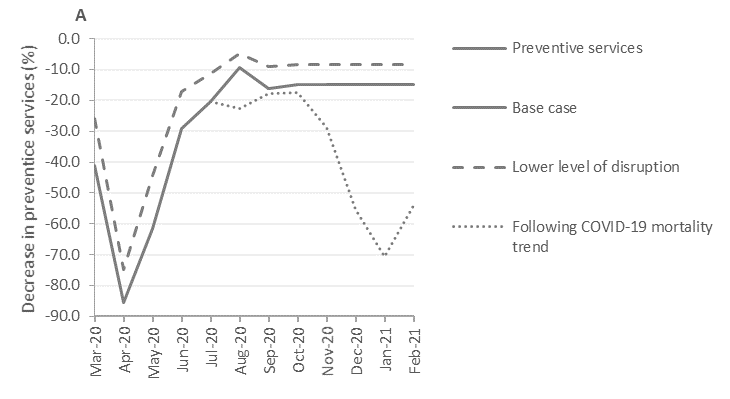 A
Decrease in preventice services (%)
0.0
-10.0
-20.0
-30.0
-40.0
-50.0
-60.0
-70.0
-80.0
-90.0
Mar-20
Apr-20
May-20
Jun-20
Jul-20
Aug-20
Sep-20
Oct-20
Nov-20
Dec-20
Jan-21
Feb-21
Preventive services
Base case
Lower level of disruption
Following COVID-19 mortality
trend